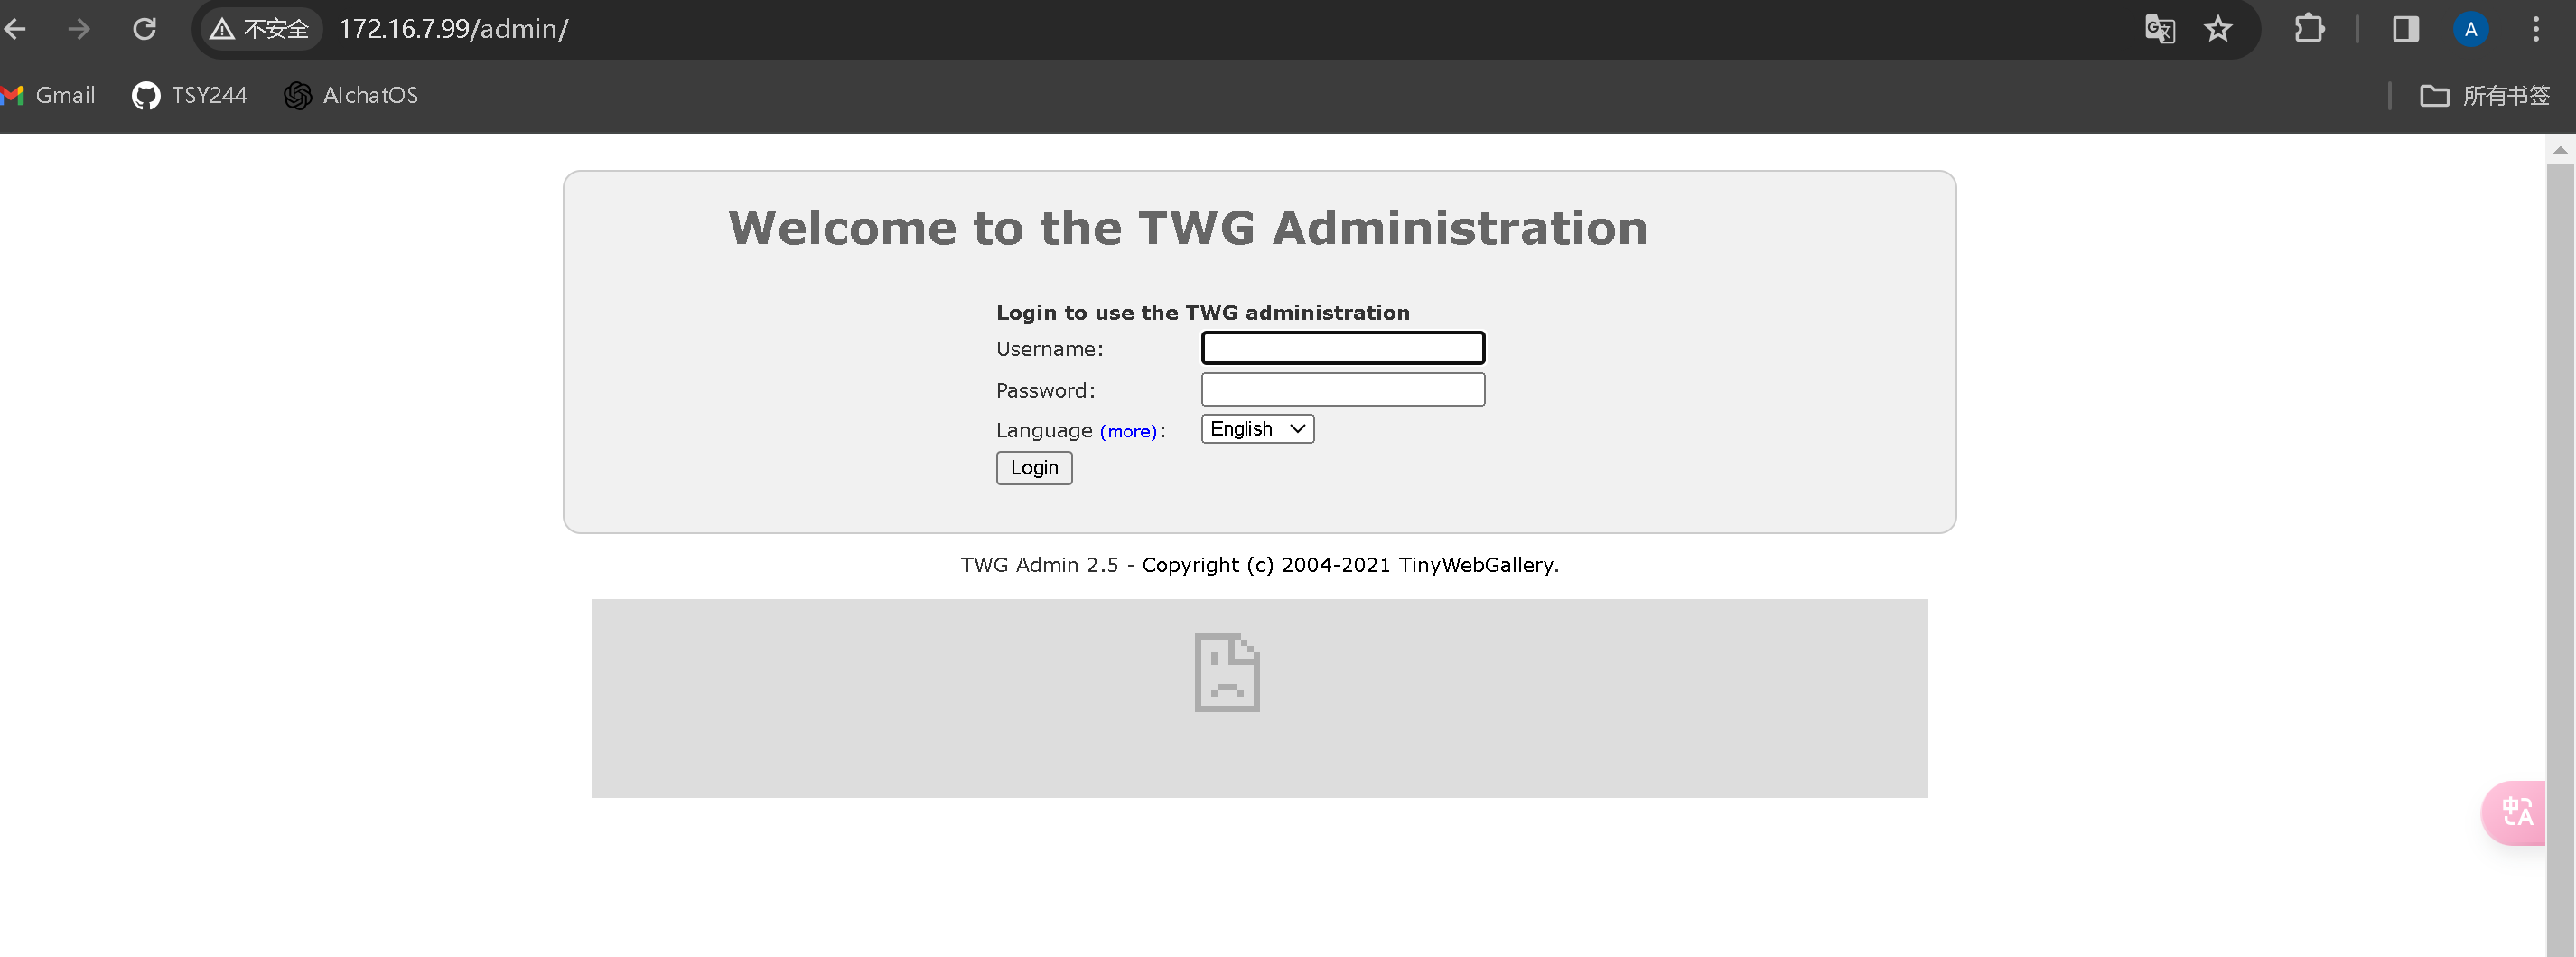 不安全 172.16.7.99/admin/ A
Gmail TSY244 AIchatOS 所有书签
Welcome to the TWG Administration
Login to use the TWG administration
Username:
Password:
Language (more): English
Login
TWG Admin 2.5 - Copyright (c) 2004-2021 TinyWebGallery.
中A